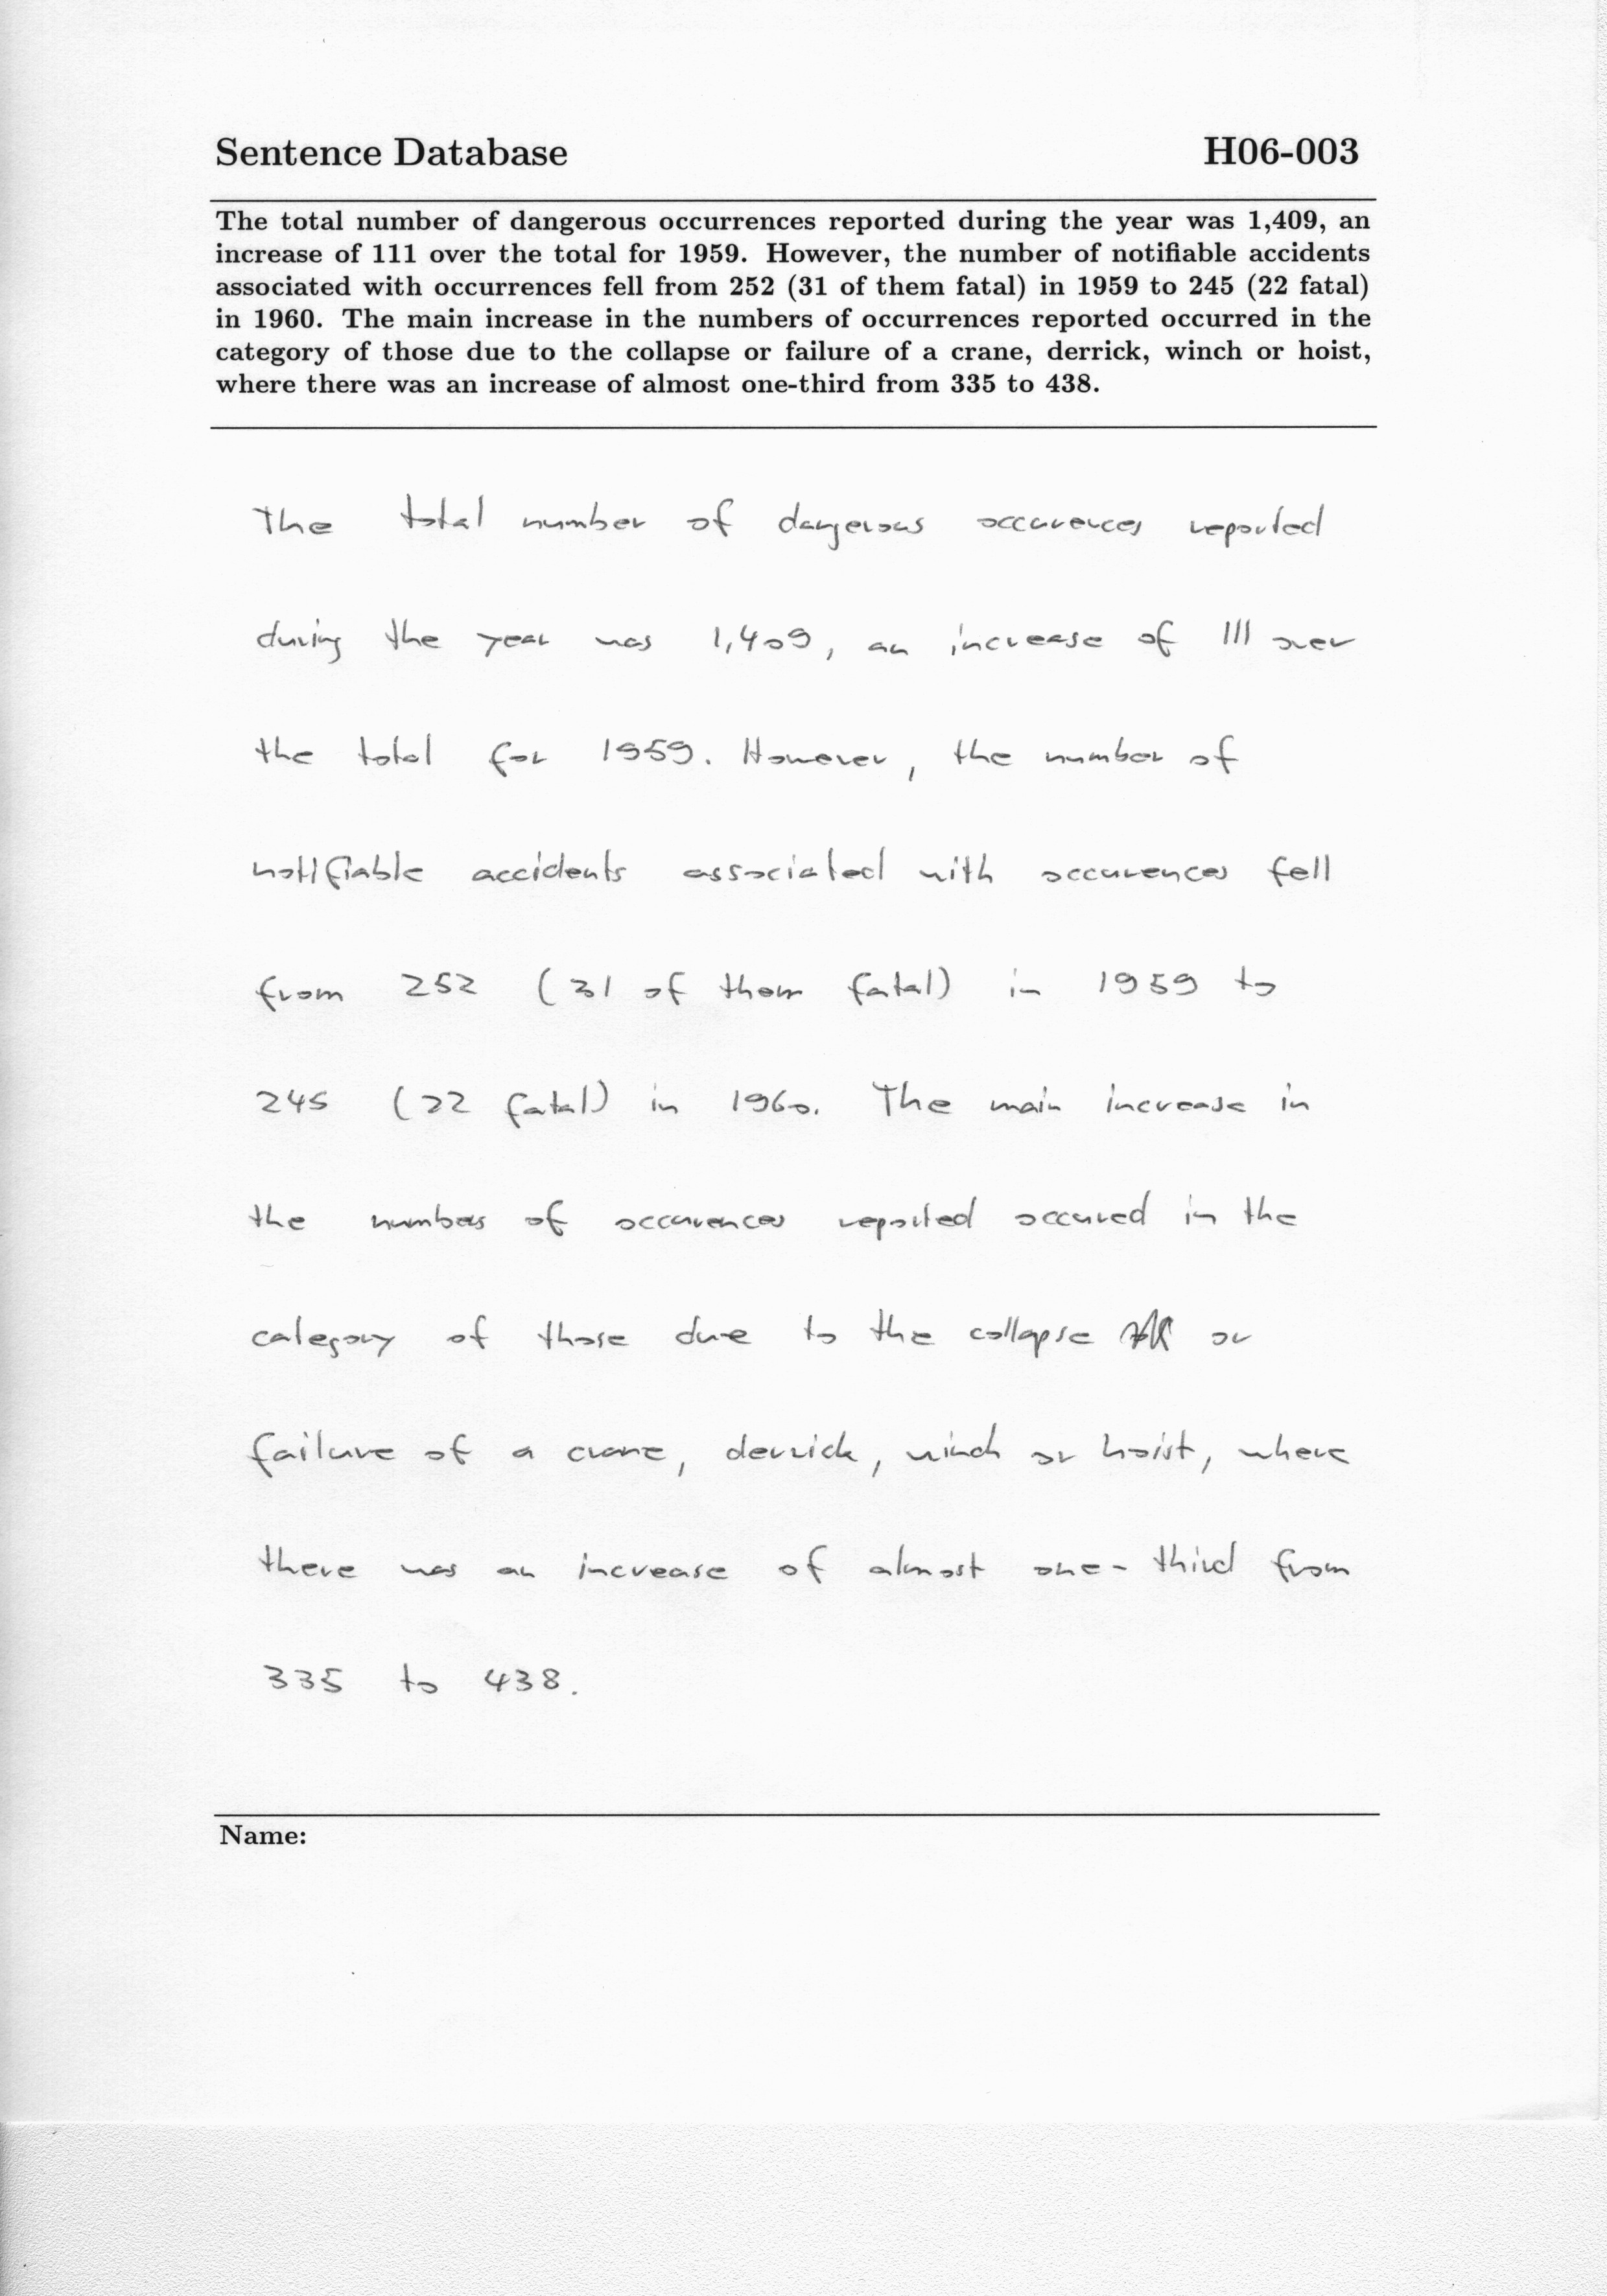 Sentence Database H06-003
The total number of dangerous occurrences reported during the year was 1,409, an
increase of 111 over the total for 1959. However, the number of notifiable accidents
associated with occurrences fell from 252 (31 of them fatal) in 1959 to 245 (22 fatal)
in 1960. The main increase in the numbers of occurrences reported occurred in the
category of those due to the collapse or failure of a crane, derrick, winch or hoist,
where there was an increase of almost one-third from 335 to 438.
The total number of dangerous occurences reported
during the year was 1,409, an increase of 111 over
the total for 1959. However, the number of
notifiable accidents associated with occurences fell
from 252 (31 of them fatal) in 1959 to
245 (22 fatal) in 1960. The main increase in
the numbers of occurences reported occured in the
category of those due to the collapse or
failure of a crane, derrick, winch or hoist, where
there was an increase of almost one-third from
335 to 438.
Name: